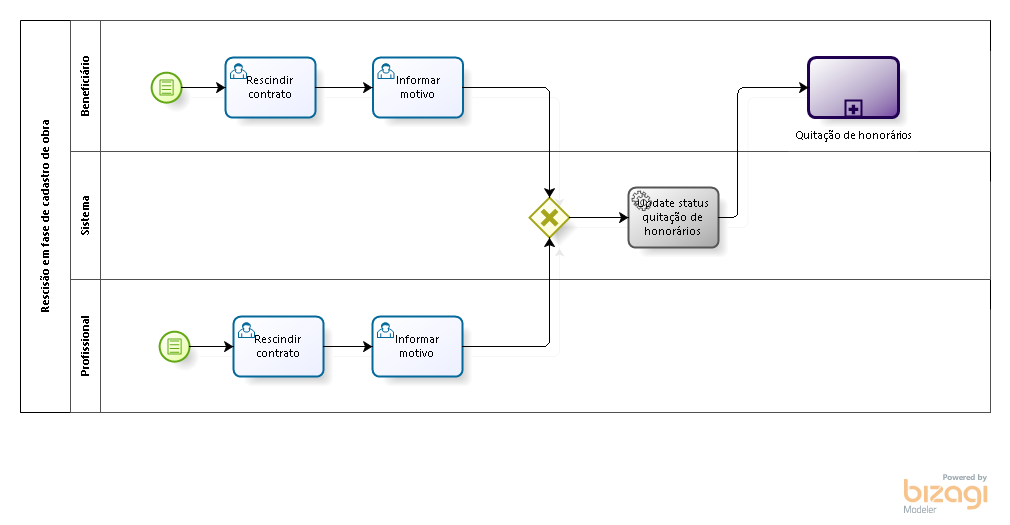 Rescisão em fase de cadastro de obra
Beneficiário
Rescindir
contrato
Informar
motivo
Quitação de honorários
Sistema
Update status
quitação de
honorários
Profissional
Rescindir
contrato
Informar
motivo
Powered by
bizagi
Modeler